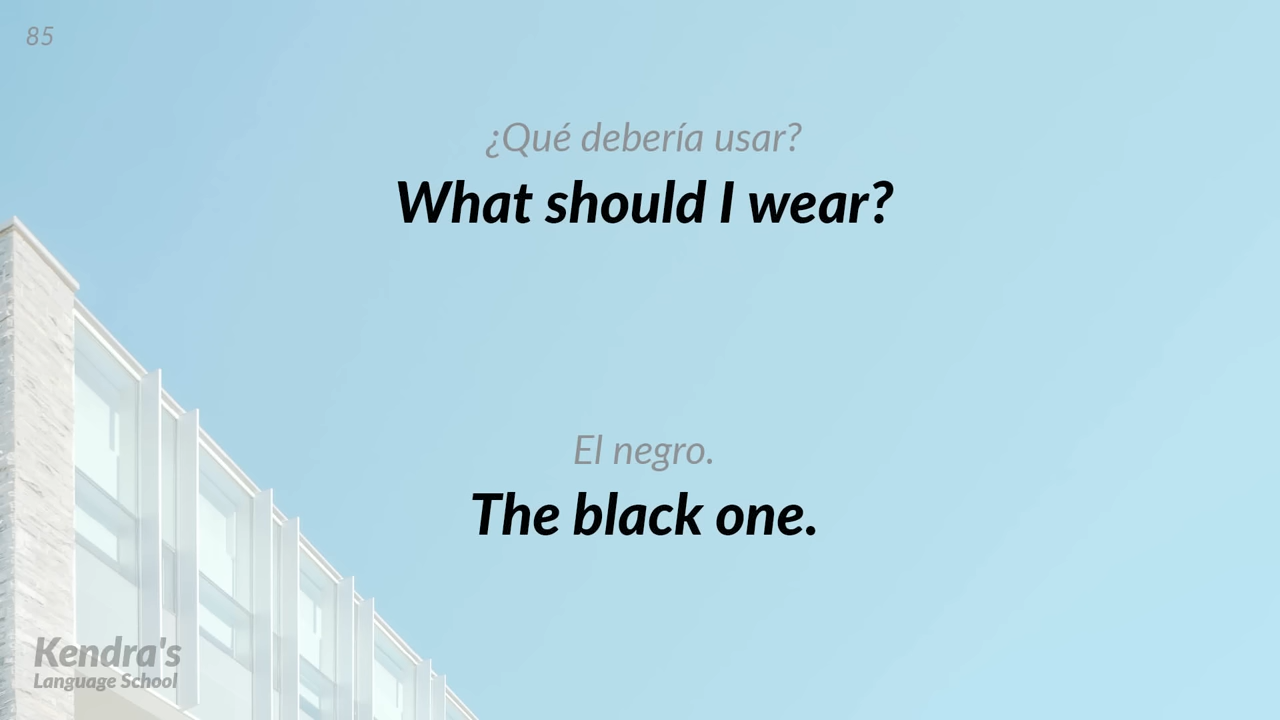 85
¿Qué debería usar?
What should I wear?
El negro.
The black one.
Kendra's
Language School